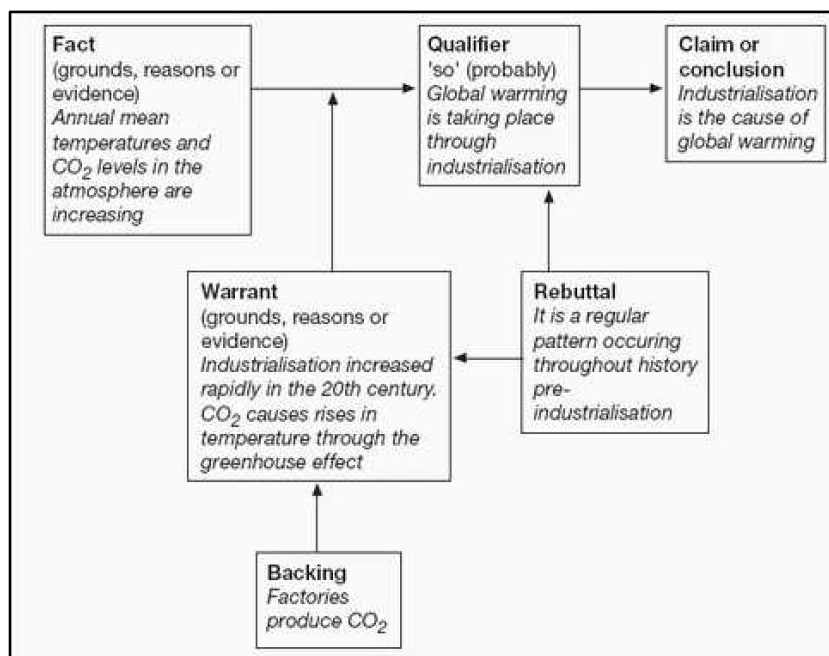 Fact
(grounds, reasons or
evidence)
Annual mean
temperatures and
CO₂ levels in the
atmosphere are
increasing
Qualifier
'so' (probably)
Global warming
is taking place
through
industrialisation
Claim or
conclusion
Industrialisation
is the cause of
global warming
Warrant
(grounds, reasons or
evidence)
Industrialisation increased
rapidly in the 20th century.
CO₂ causes rises in
temperature through the
greenhouse effect
Rebuttal
It is a regular
pattern occuring
throughout history
pre-
industrialisation
Backing
Factories
produce CO₂